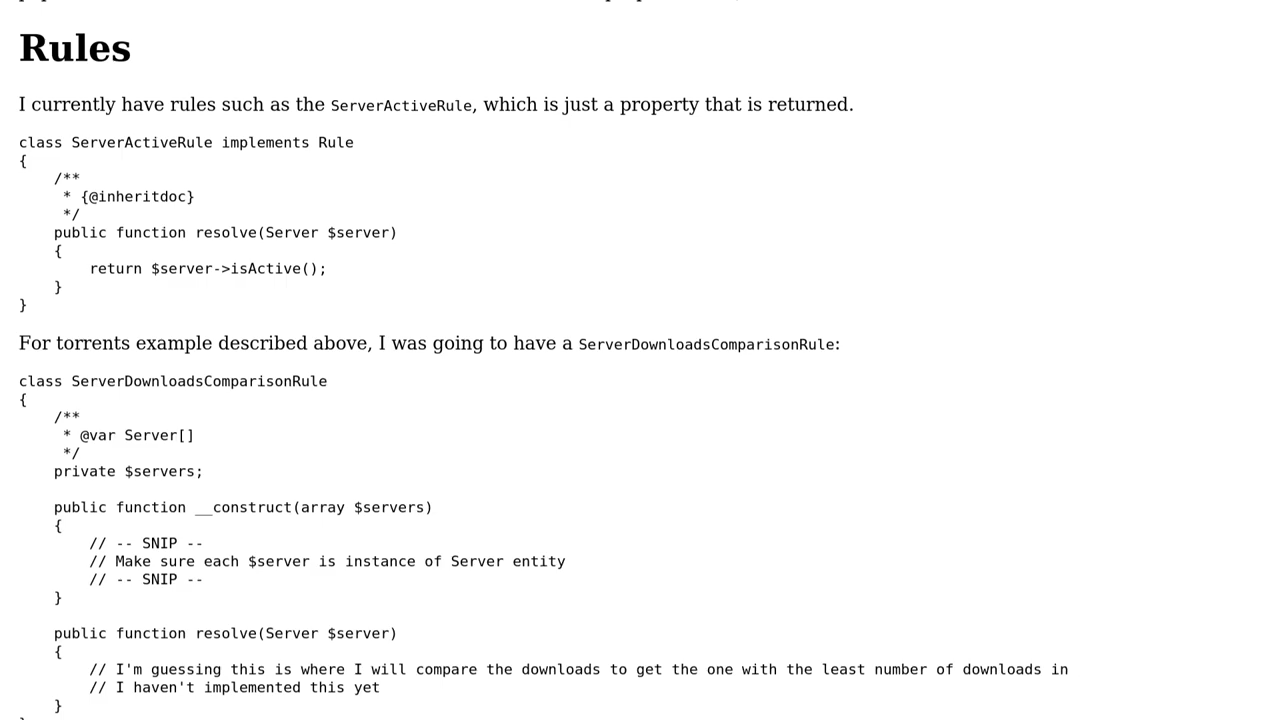 Rules
I currently have rules such as the ServerActiveRule, which is just a property that is returned.
class ServerActiveRule implements Rule
{
    /**
     * {@inheritdoc}
     */
    public function resolve(Server $server)
    {
        return $server->isActive();
    }
}
For torrents example described above, I was going to have a ServerDownloadsComparisonRule:
class ServerDownloadsComparisonRule
{
    /**
     * @var Server[]
     */
    private $servers;

    public function __construct(array $servers)
    {
        // -- SNIP --
        // Make sure each $server is instance of Server entity
        // -- SNIP --
    }

    public function resolve(Server $server)
    {
        // I'm guessing this is where I will compare the downloads to get the one with the least number of downloads in
        // I haven't implemented this yet
    }